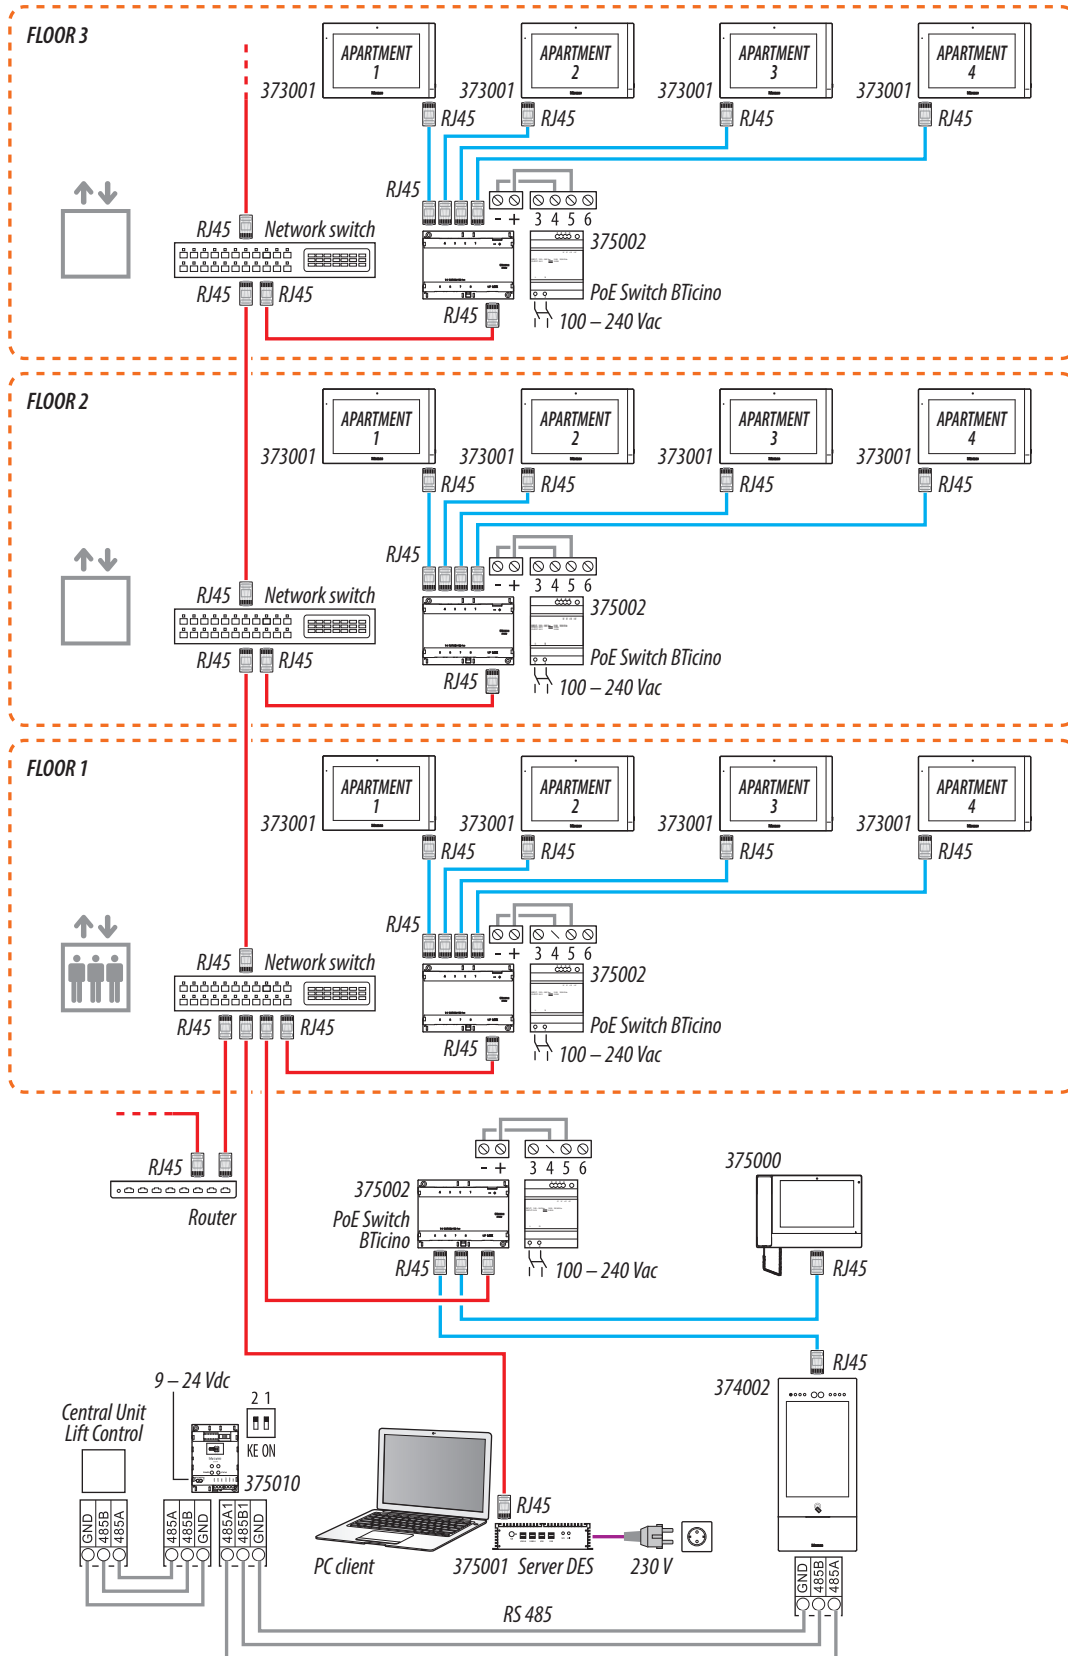 FLOOR 3
APARTMENT 1
APARTMENT 2
APARTMENT 3
APARTMENT 4
373001
373001
373001
373001
RJ45
RJ45
RJ45
RJ45
RJ45
- + 3 4 5 6
RJ45 Network switch
375002
RJ45 RJ45
PoE Switch BTicino
RJ45
100 – 240 Vac
FLOOR 2
APARTMENT 1
APARTMENT 2
APARTMENT 3
APARTMENT 4
373001
373001
373001
373001
RJ45
RJ45
RJ45
RJ45
RJ45
- + 3 4 5 6
RJ45 Network switch
375002
RJ45 RJ45
PoE Switch BTicino
RJ45
100 – 240 Vac
FLOOR 1
APARTMENT 1
APARTMENT 2
APARTMENT 3
APARTMENT 4
373001
373001
373001
373001
RJ45
RJ45
RJ45
RJ45
RJ45
- + 3 4 5 6
RJ45 Network switch
375002
RJ45 RJ45
PoE Switch BTicino
RJ45
100 – 240 Vac
RJ45
Router
- + 3 4 5 6
375002
PoE Switch
BTicino
RJ45
100 – 240 Vac
375000
RJ45
RJ45
374002
9 – 24 Vdc
Central Unit
Lift Control
2 1
KE ON
375010
GND 485B 485A
485A 485B GND
485A1 485B1 GND
PC client
RJ45
375001 Server DES
230 V
GND 485B 485A
RS 485